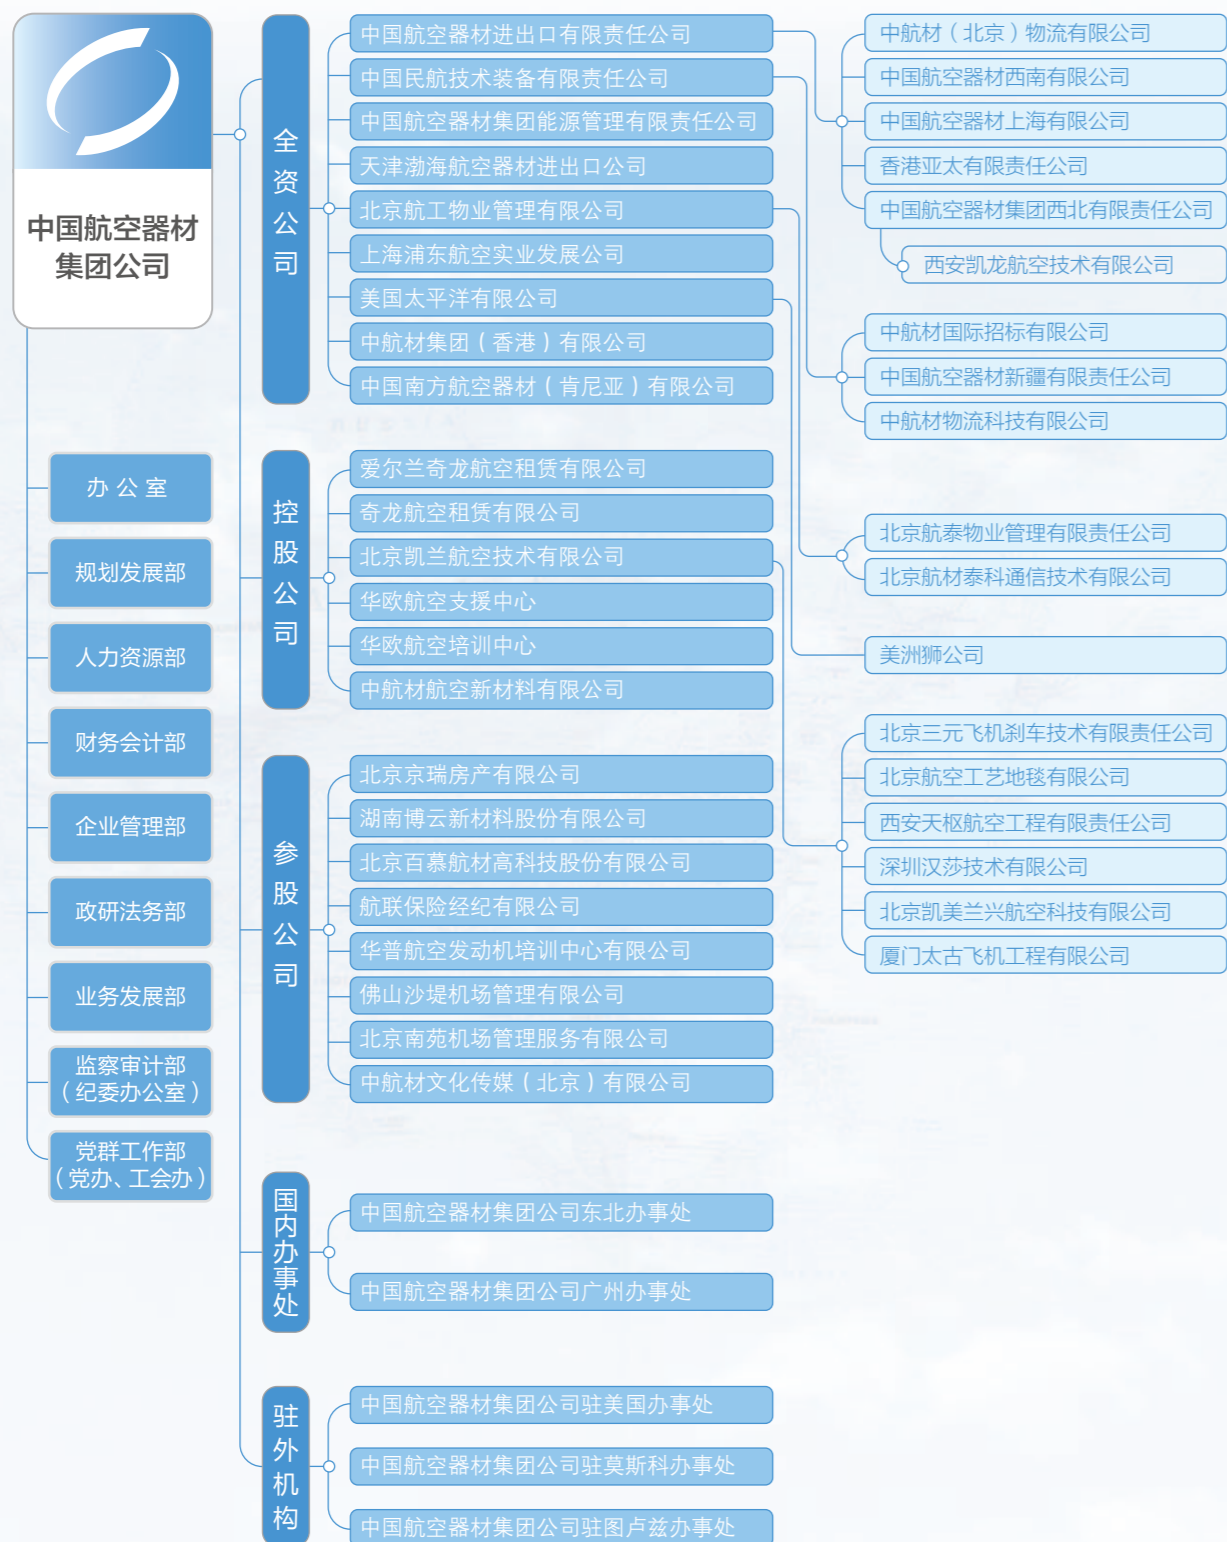 中国航空器材
集团公司
办公室
规划发展部
人力资源部
财务会计部
企业管理部
政研法务部
业务发展部
监察审计部
（纪委办公室）
党群工作部
（党办、工会办）
全资公司
中国航空器材进出口有限责任公司
中国民航技术装备有限责任公司
中国航空器材集团能源管理有限责任公司
天津渤海航空器材进出口公司
北京航工物业管理有限公司
上海浦东航空实业发展公司
美国太平洋有限公司
中航材集团（香港）有限公司
中国南方航空器材（肯尼亚）有限公司
控股公司
爱尔兰奇龙航空租赁有限公司
奇龙航空租赁有限公司
北京凯兰航空技术有限公司
华欧航空支援中心
华欧航空培训中心
中航材航空新材料有限公司
参股公司
北京京瑞房产有限公司
湖南博云新材料股份有限公司
北京百慕航材高科技股份有限公司
航联保险经纪有限公司
华普航空发动机培训中心有限公司
佛山沙堤机场管理有限公司
北京南苑机场管理服务有限公司
中航材文化传媒（北京）有限公司
国内办事处
中国航空器材集团公司东北办事处
中国航空器材集团公司广州办事处
驻外机构
中国航空器材集团公司驻美国办事处
中国航空器材集团公司驻莫斯科办事处
中国航空器材集团公司驻图卢兹办事处
中航材（北京）物流有限公司
中国航空器材西南有限公司
中国航空器材上海有限公司
香港亚太有限责任公司
中国航空器材集团西北有限责任公司
西安凯龙航空技术有限公司
中航材国际招标有限公司
中国航空器材新疆有限责任公司
中航材物流科技有限公司
北京航泰物业管理有限责任公司
北京航材泰科通信技术有限公司
美洲狮公司
北京三元飞机刹车技术有限责任公司
北京航空工艺地毯有限公司
西安天枢航空工程有限责任公司
深圳汉莎技术有限公司
北京凯美兰兴航空科技有限公司
厦门太古飞机工程有限公司